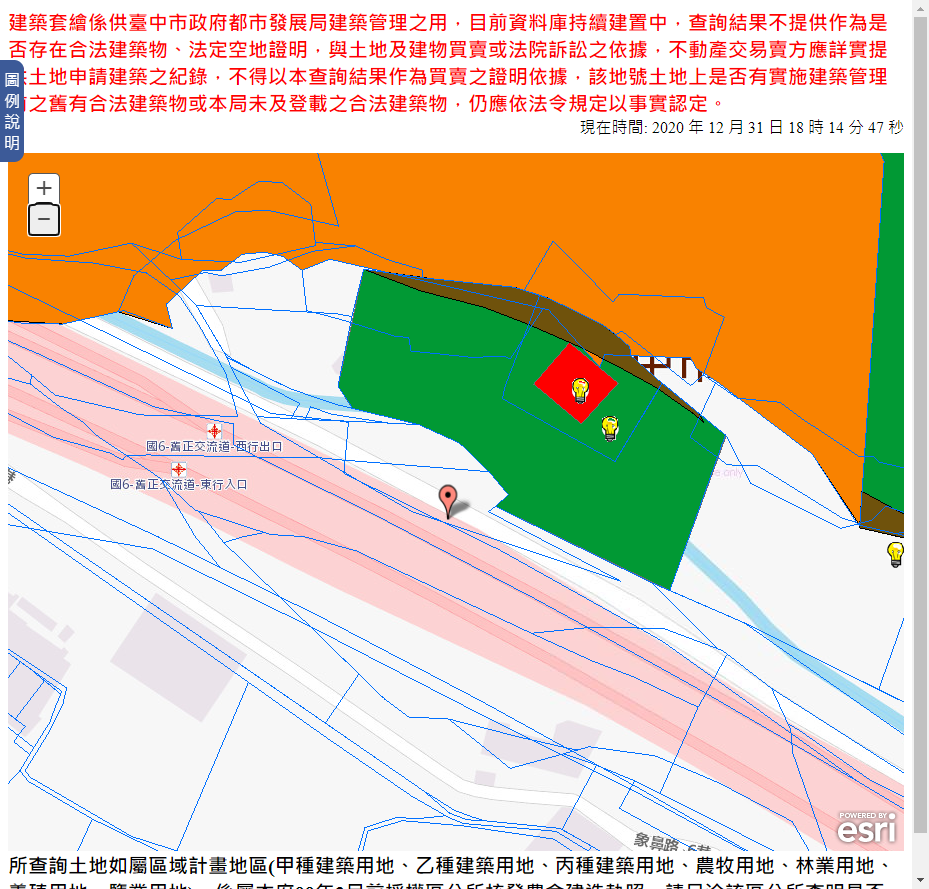 建築套繪係供臺中市政府都市發展局建築管理之用，目前資料庫持續建置中，查詢結果不提供作為是
否存在合法建築物、法定空地證明，與土地及建物買賣或法院訴訟之依據，不動產交易賣方應詳實提
土地申請建築之紀錄，不得以本查詢結果作為買賣之證明依據，該地號土地上是否有實施建築管理
之舊有合法建築物或本局未及登載之合法建築物，仍應依法令規定以事實認定。
圖例說明
現在時間: 2020 年 12 月 31 日 18 時 14 分 47 秒
+
−
國6-舊正交流道-西行出口
國6-舊正交流道-東行入口
e only
象鼻路
6巷
POWERED BY
esri
所查詢土地如屬區域計畫地區(甲種建築用地、乙種建築用地、丙種建築用地、農牧用地、林業用地、